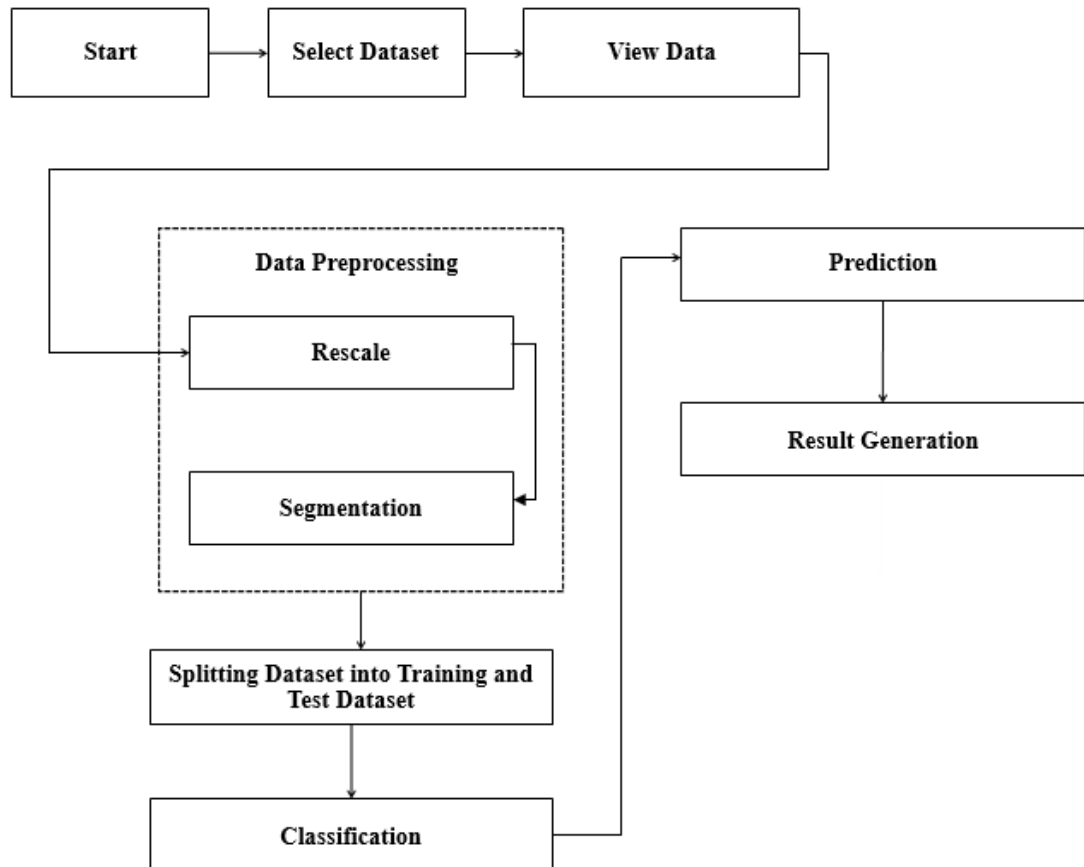 Start
Select Dataset
View Data
Data Preprocessing
Rescale
Segmentation
Splitting Dataset into Training and
Test Dataset
Classification
Prediction
Result Generation